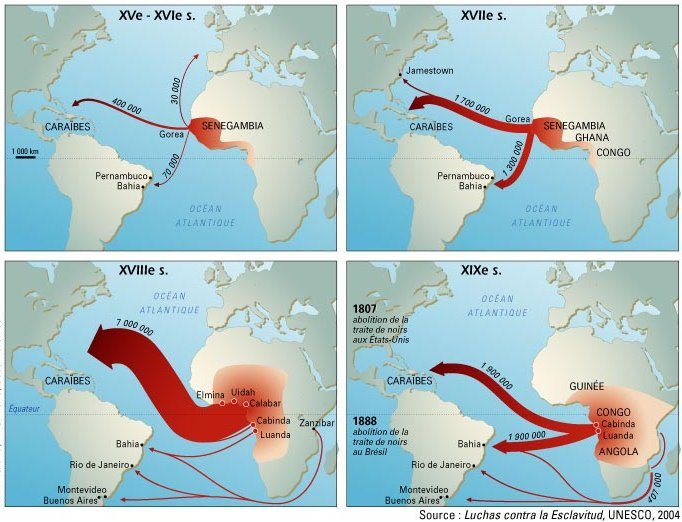 XVe - XVIe s.
30 000
400 000
CARAÏBES
Gorea
SENEGAMBIA
1 000 km
70 000
Pernambuco
Bahia
OCÉAN
ATLANTIQUE
XVIIe s.
Jamestown
1 700 000
CARAÏBES
Gorea
SENEGAMBIA
GHANA
CONGO
1 300 000
Pernambuco
Bahia
OCÉAN
ATLANTIQUE
XVIIIe s.
OCÉAN
ATLANTIQUE
7 000 000
CARAÏBES
Elmina
Uidah
Calabar
Équateur
Cabinda
Luanda
Zanzibar
Bahia
Rio de Janeiro
Montevideo
Buenos Aires
XIXe s.
OCÉAN
ATLANTIQUE
1807
abolition de la
traite de noirs
aux Etats-Unis
1 900 000
CARAÏBES
GUINÉE
CONGO
Cabinda
Luanda
ANGOLA
1888
abolition de la
traite de noirs
au Brésil
1 900 000
Bahia
Rio de Janeiro
407 000
Montevideo
Buenos Aires
Source : Luchas contra la Esclavitud, UNESCO, 2004